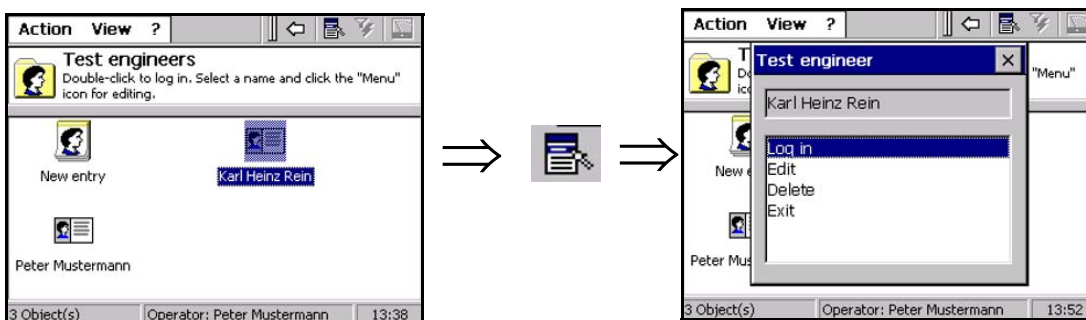 Action View ?
Test engineers
Double-click to log in. Select a name and click the "Menu"
icon for editing.
New entry
Karl Heinz Rein
Peter Mustermann
3 Object(s) Operator: Peter Mustermann 13:38
Action View ?
Test engineer
"Menu"
Karl Heinz Rein
Log in
Edit
Delete
Exit
New
Peter Mus
3 Object(s) Operator: Peter Mustermann 13:52